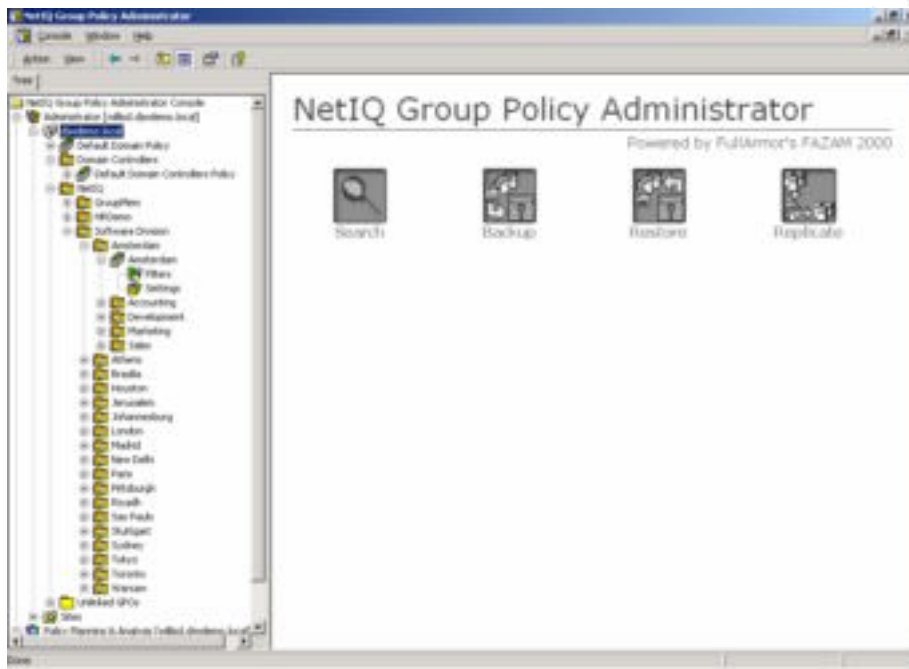 NetIQ Group Policy Administrator
Console Window Help
Action View
Tree
NetIQ Group Policy Administrator Console
Default Domain Policy
Domain Controllers
Default Domain Controllers Policy
NetIQ
Software Division
Amsterdam
Amsterdam
Filters
Settings
Accounting
Development
Marketing
Sales
Athens
Brasilia
Houston
Jerusalem
Johannesburg
London
Madrid
New Delhi
Paris
Pittsburgh
Riyadh
Sao Paulo
Stuttgart
Sydney
Tokyo
Toronto
Warsaw
Unlinked GPOs
Sites
NetIQ Group Policy Administrator
Powered by FullArmor's FAZAM 2000
Search
Backup
Restore
Replicate
Done